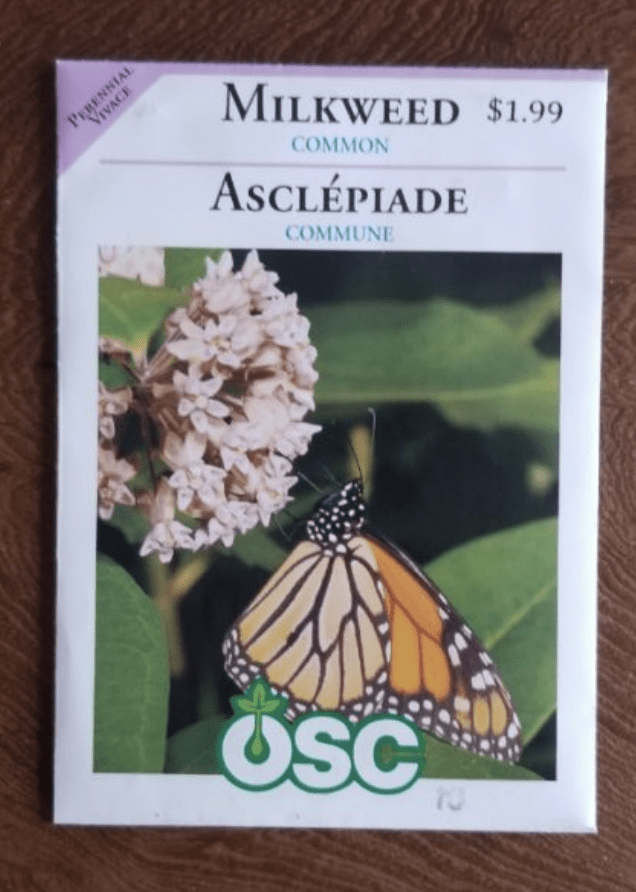 PERENNIAL
VIVACE
MILKWEED $1.99
COMMON
ASCLÉPIADE
COMMUNE
OSC